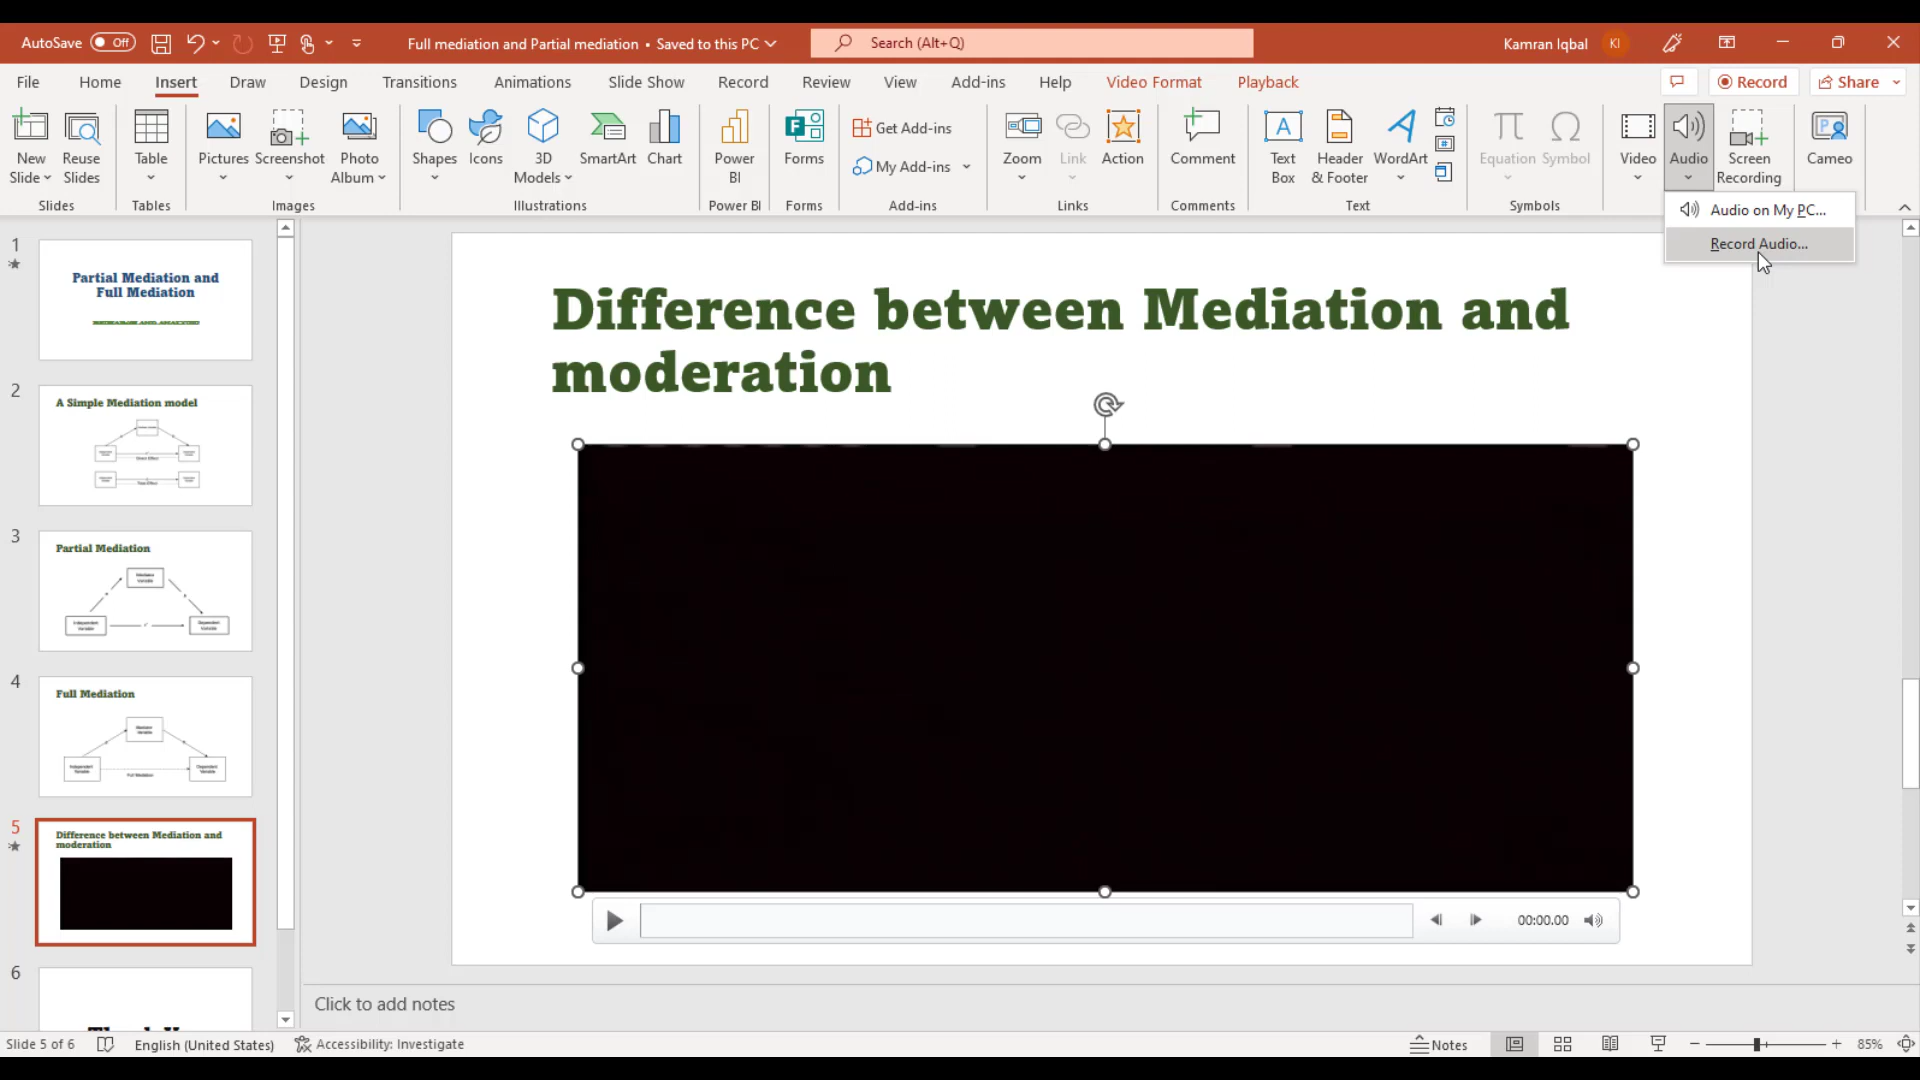 AutoSave Off
Full mediation and Partial mediation • Saved to this PC
Search (Alt+Q)
Kamran Iqbal KI
File Home Insert Draw Design Transitions Animations Slide Show Record Review View Add-ins Help Video Format Playback
Record Share
New Slide
Reuse Slides
Table
Pictures
Screenshot
Photo Album
Shapes
Icons
3D Models
SmartArt
Chart
Power BI
Forms
Get Add-ins
My Add-ins
Zoom
Link
Action
Comment
Text Box
Header & Footer
WordArt
Equation
Symbol
Video
Audio
Screen Recording
Cameo
Slides Tables Images Illustrations Power BI Forms Add-ins Links Comments Text Symbols
Audio on My PC...
Record Audio...
1
Partial Mediation and
Full Mediation
2
A Simple Mediation model
3
Partial Mediation
4
Full Mediation
Full Mediation
5
Difference between Mediation and
moderation
6
Difference between Mediation and
moderation
00:00.00
Click to add notes
Slide 5 of 6 English (United States) Accessibility: Investigate
Notes 85%